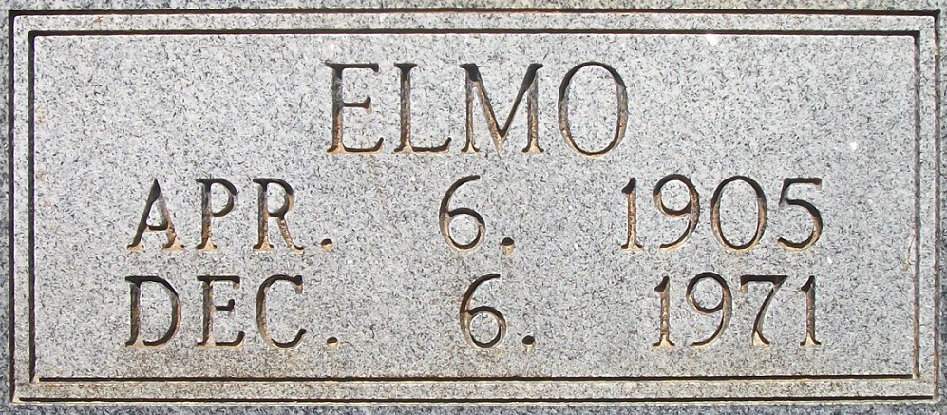 ELMO
APR. 6. 1905
DEC. 6. 1971